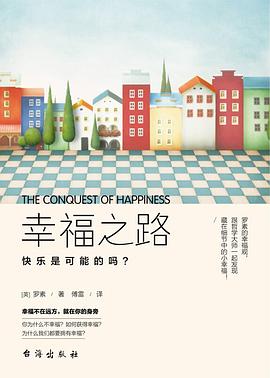 THE CONQUEST OF HAPPINESS
幸福之路
快乐是可能的吗？
[英] 罗素 / 著 傅雷 / 译
幸福不在远方，就在你的身旁
你为什么不幸福？如何获得幸福？
为什么我们都要拥有幸福？
台海出版社
罗素的幸福观，
跟哲学大师一起发现
藏在细节中的小幸福！